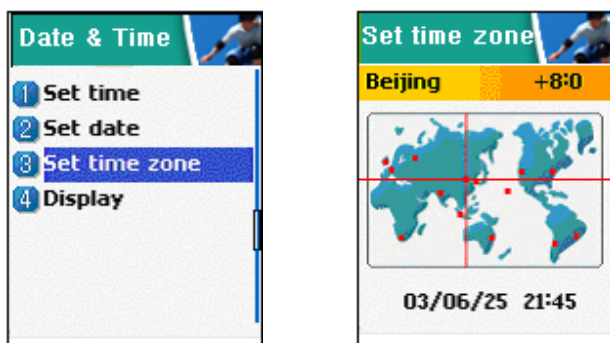 Date & Time
1 Set time
2 Set date
3 Set time zone
4 Display
Set time zone
Beijing +8:0
03/06/25 21:45